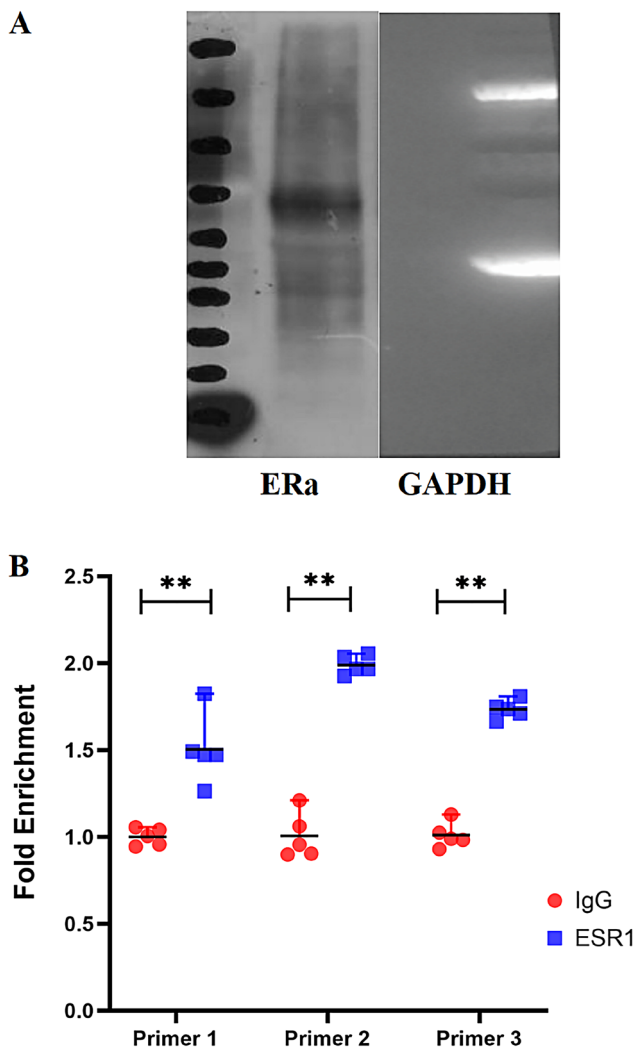 A
ERa GAPDH
B
Fold Enrichment
2.5
2.0
1.5
1.0
0.5
0.0
** ** **
IgG
ESR1
Primer 1 Primer 2 Primer 3